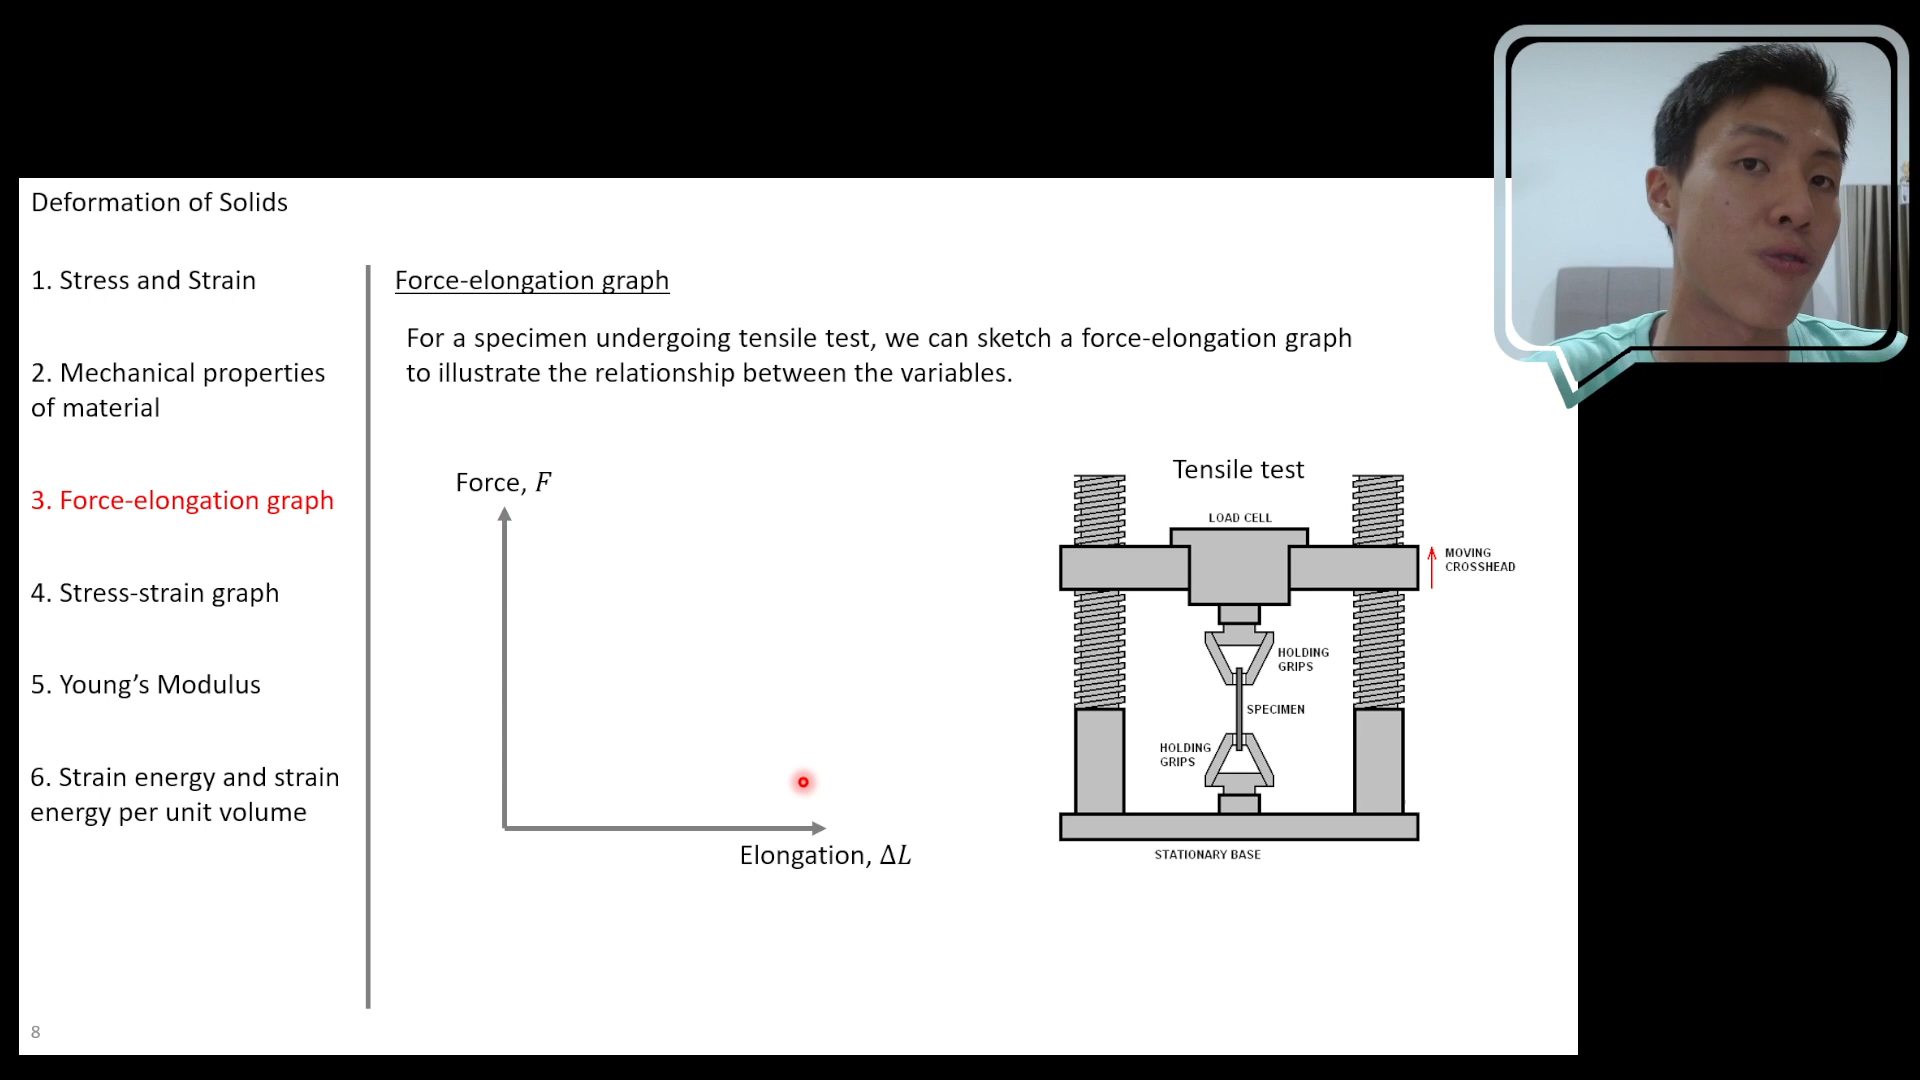 Deformation of Solids
1. Stress and Strain
2. Mechanical properties
of material
3. Force-elongation graph
4. Stress-strain graph
5. Young’s Modulus
6. Strain energy and strain
energy per unit volume
Force-elongation graph
For a specimen undergoing tensile test, we can sketch a force-elongation graph
to illustrate the relationship between the variables.
Force, F
Elongation, ΔL
Tensile test
LOAD CELL
MOVING
CROSSHEAD
HOLDING
GRIPS
SPECIMEN
HOLDING
GRIPS
STATIONARY BASE
8